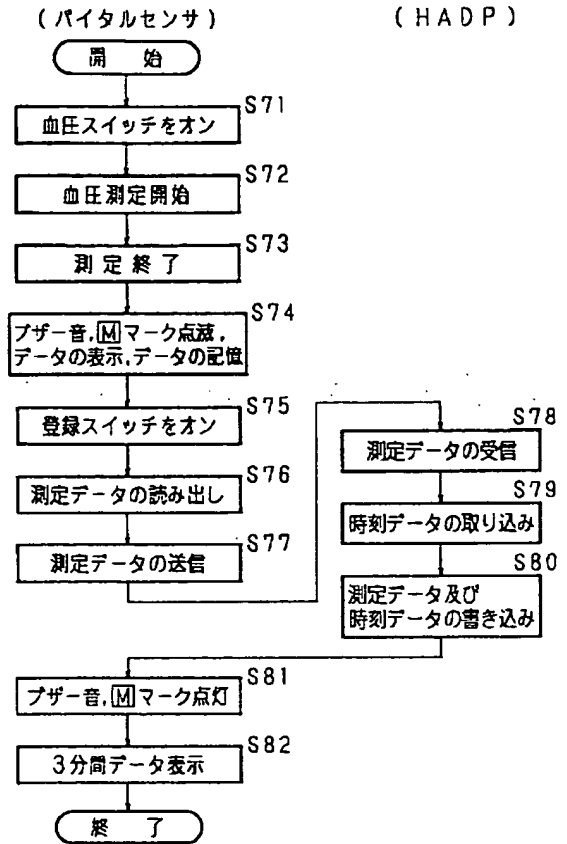 (バイタルセンサ)
(HADP)
開 始
S71
血圧スイッチをオン
S72
血圧測定開始
S73
測定終了
S74
ブザー音,Mマーク点滅,
データの表示,データの記憶
S75
登録スイッチをオン
S76
測定データの読み出し
S77
測定データの送信
S78
測定データの受信
S79
時刻データの取り込み
S80
測定データ及び
時刻データの書き込み
S81
ブザー音,Mマーク点灯
S82
3分間データ表示
終 了